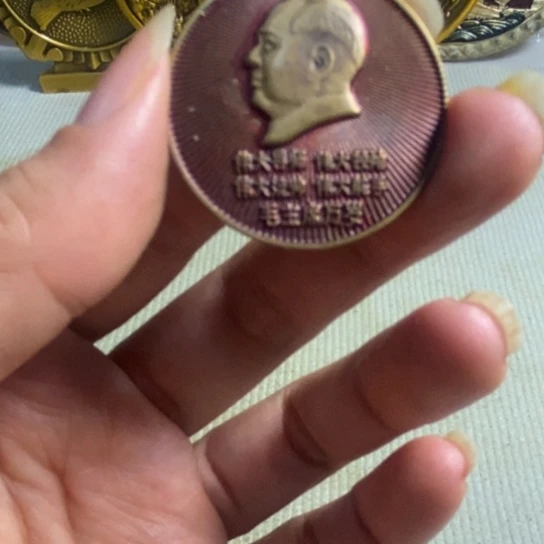 伟大导师 伟大领袖
伟大统帅 伟大舵手
毛主席万岁